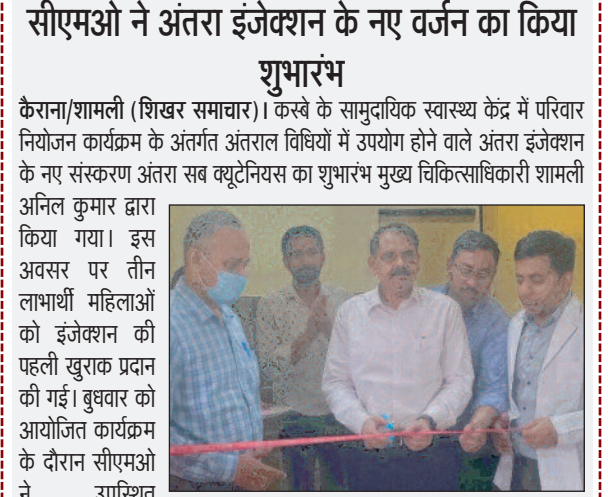 सीएमओ ने अंतरा इंजेक्शन के नए वर्जन का किया
शुभारंभ
कैराना/शामली (शिखर समाचार)। कस्बे के सामुदायिक स्वास्थ्य केंद्र में परिवार
नियोजन कार्यक्रम के अंतर्गत अंतराल विधियों में उपयोग होने वाले अंतरा इंजेक्शन
के नए संस्करण अंतरा सब क्यूटेनियस का शुभारंभ मुख्य चिकित्साधिकारी शामली
अनिल कुमार द्वारा
किया गया। इस
अवसर पर तीन
लाभार्थी महिलाओं
को इंजेक्शन की
पहली खुराक प्रदान
की गई। बुधवार को
आयोजित कार्यक्रम
के दौरान सीएमओ
ने उपस्थित